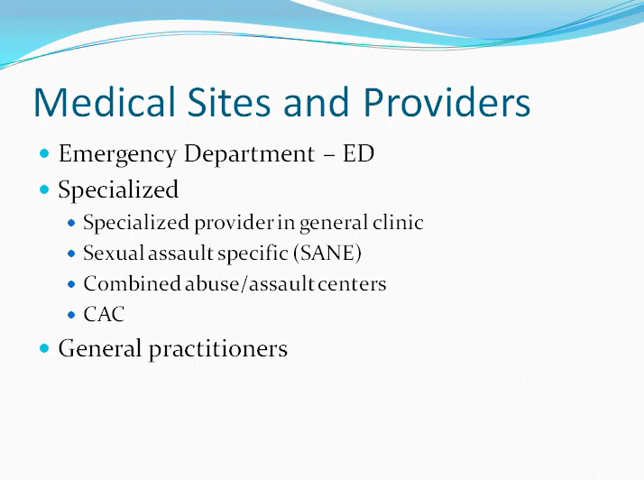 Medical Sites and Providers
Emergency Department – ED
Specialized
Specialized provider in general clinic
Sexual assault specific (SANE)
Combined abuse/assault centers
CAC
General practitioners